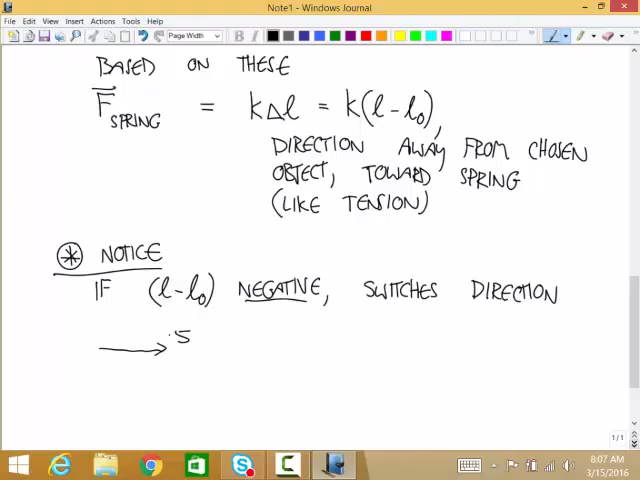 Note1 - Windows Journal
File Edit View Insert Actions Tools Help
Page Width
BASED ON THESE
F SPRING = kΔl = k(l - l₀),
DIRECTION AWAY FROM CHOSEN
OBJECT, TOWARD SPRING
(LIKE TENSION)
* NOTICE
IF (l - l₀) NEGATIVE, SWITCHES DIRECTION
.5
1/1
8:07 AM
3/15/2016